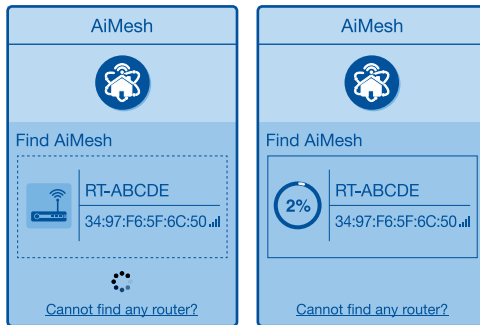 AiMesh
Find AiMesh
RT-ABCDE
34:97:F6:5F:6C:50
Cannot find any router?
AiMesh
Find AiMesh
2%
RT-ABCDE
34:97:F6:5F:6C:50
Cannot find any router?